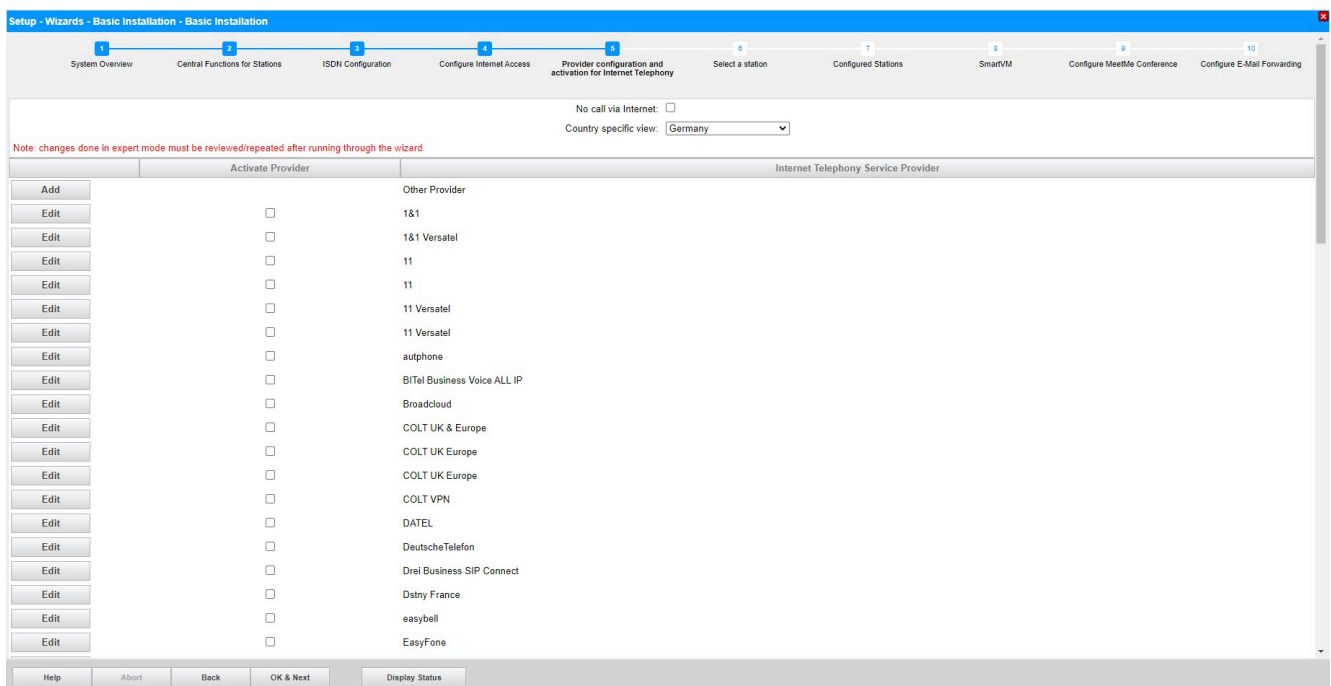 Setup - Wizards - Basic Installation - Basic Installation
1 2 3 4 5 6 7 8 9 10
System Overview Central Functions for Stations ISDN Configuration Configure Internet Access Provider configuration and activation for Internet Telephony Select a station Configured Stations SmartVM Configure MeetMe Conference Configure E-Mail Forwarding
No call via Internet:
Country specific view: Germany
Note: changes done in expert mode must be reviewed/repeated after running through the wizard.
Activate Provider Internet Telephony Service Provider
Add Other Provider
Edit 1&1
Edit 1&1 Versatel
Edit 11
Edit 11
Edit 11 Versatel
Edit 11 Versatel
Edit autphone
Edit BITel Business Voice ALL IP
Edit Broadcloud
Edit COLT UK & Europe
Edit COLT UK Europe
Edit COLT UK Europe
Edit COLT VPN
Edit DATEL
Edit DeutscheTelefon
Edit Drei Business SIP Connect
Edit Dstny France
Edit easybell
Edit EasyFone
Help Abort Back OK & Next Display Status